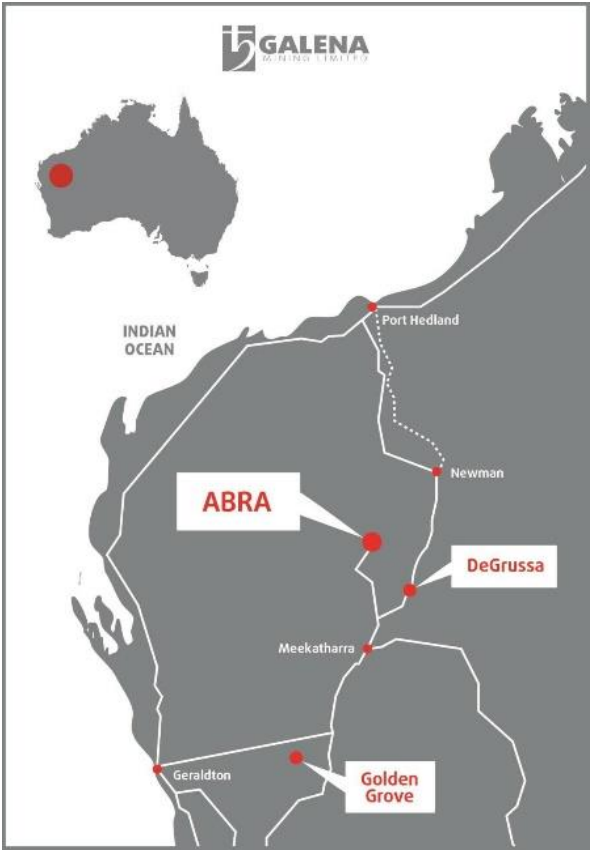 GALENA
MINING LIMITED
INDIAN
OCEAN
Port Hedland
Newman
ABRA
DeGrussa
Meekatharra
Geraldton
Golden
Grove